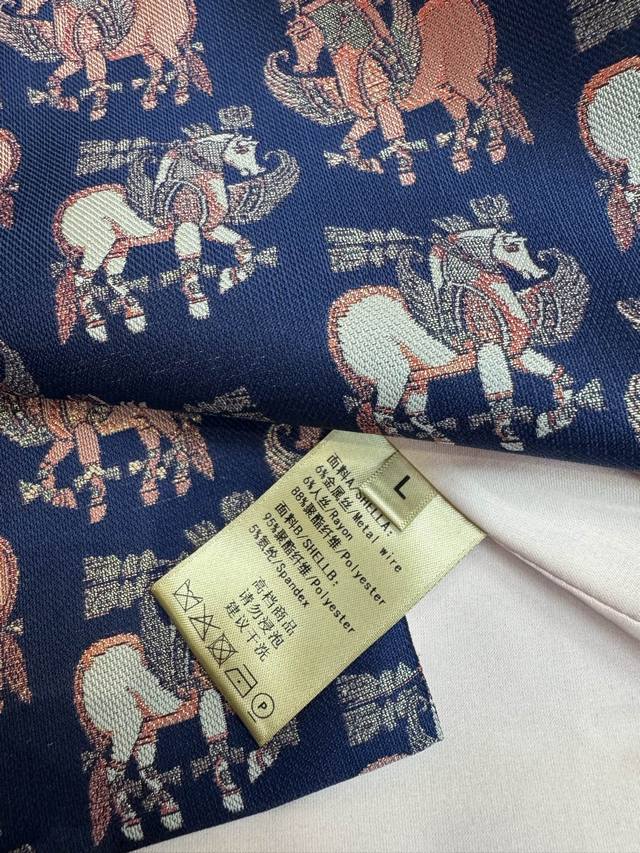 L
面料A/SHELLA:
6%金属丝/Metal wire
6%人丝/Rayon
88%聚酯纤维/Polyester
面料B/SHELLB:
95%聚酯纤维/Polyester
5%氨纶/Spandex
高档商品
请勿浸泡
建议干洗
P